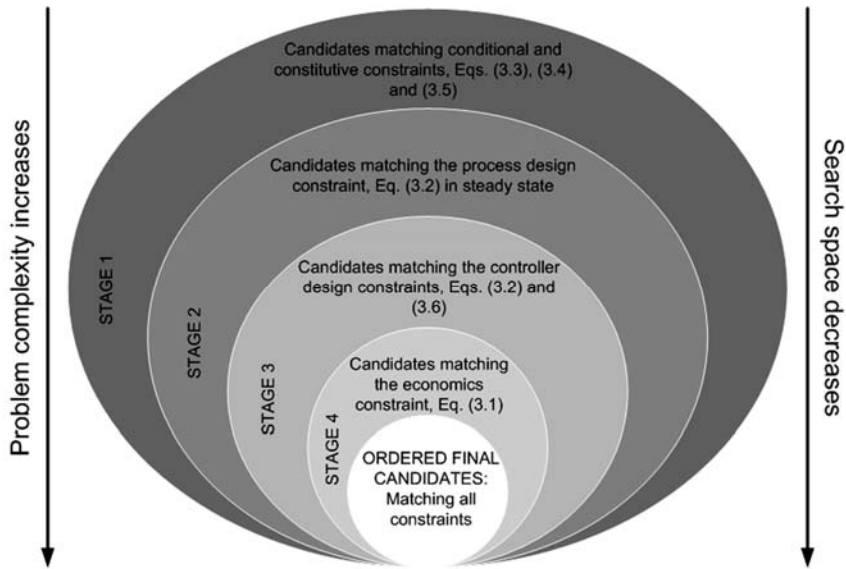 Problem complexity increases
Candidates matching conditional and
constitutive constraints, Eqs. (3.3), (3.4)
and (3.5)
STAGE 1
Candidates matching the process design
constraint, Eq. (3.2) in steady state
STAGE 2
Candidates matching the controller
design constraints, Eqs. (3.2) and
(3.6)
STAGE 3
Candidates matching
the economics
constraint, Eq. (3.1)
STAGE 4
ORDERED FINAL
CANDIDATES:
Matching all
constraints
Search space decreases